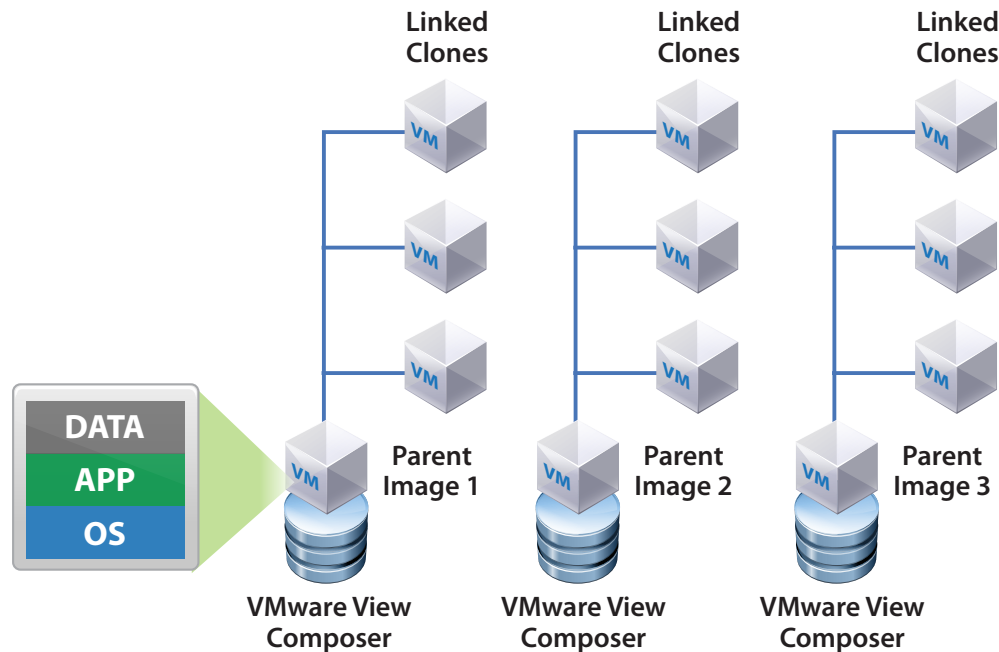 Linked
Clones
Linked
Clones
Linked
Clones
VM
VM
VM
VM
VM
VM
VM
VM
VM
DATA
APP
OS
VM
Parent
Image 1
VM
Parent
Image 2
VM
Parent
Image 3
VMware View
Composer
VMware View
Composer
VMware View
Composer